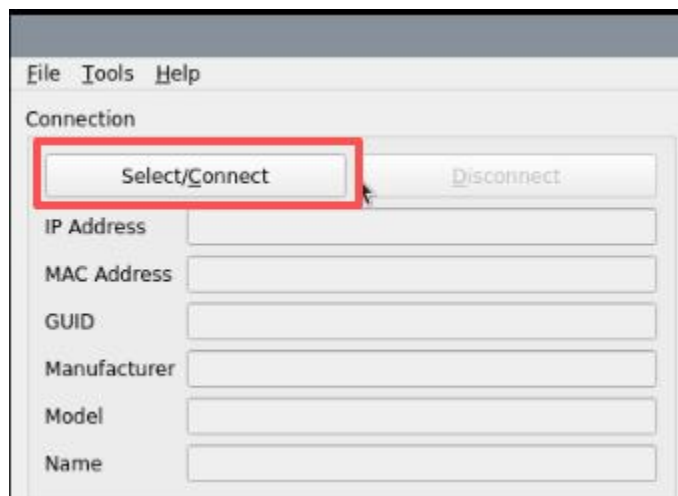 File Tools Help
Connection
Select/Connect Disconnect
IP Address
MAC Address
GUID
Manufacturer
Model
Name